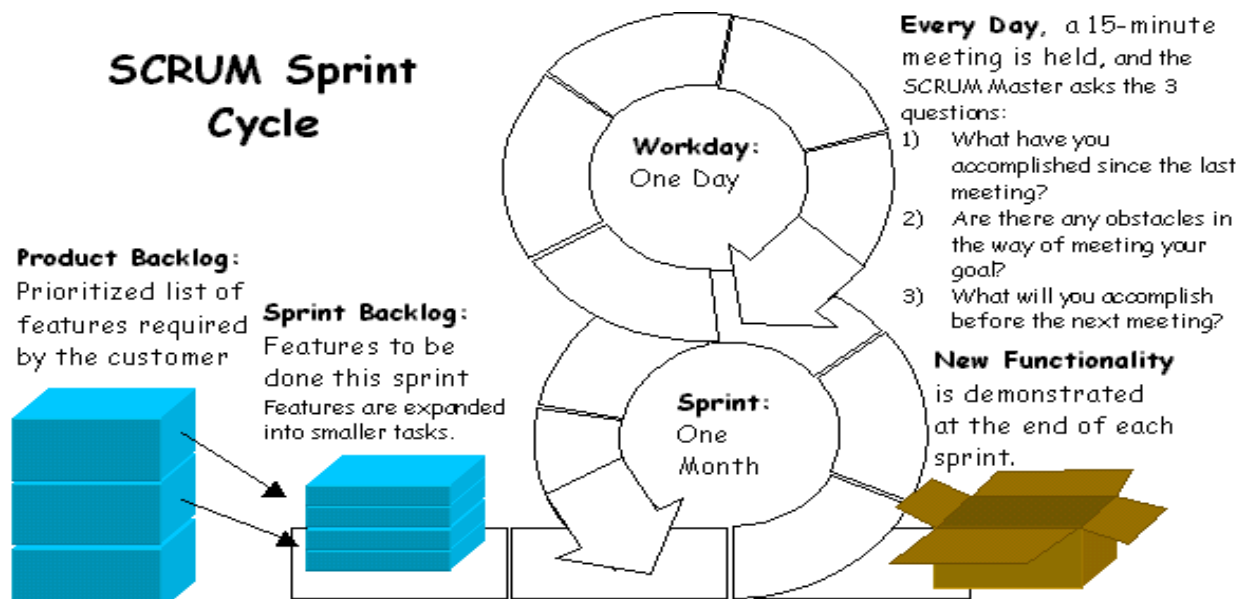 SCRUM Sprint
Cycle
Product Backlog:
Prioritized list of
features required
by the customer
Sprint Backlog:
Features to be
done this sprint
Features are expanded
into smaller tasks.
Workday:
One Day
Sprint:
One
Month
Every Day, a 15-minute
meeting is held, and the
SCRUM Master asks the 3
questions:
1) What have you
accomplished since the last
meeting?
2) Are there any obstacles in
the way of meeting your
goal?
3) What will you accomplish
before the next meeting?
New Functionality
is demonstrated
at the end of each
sprint.